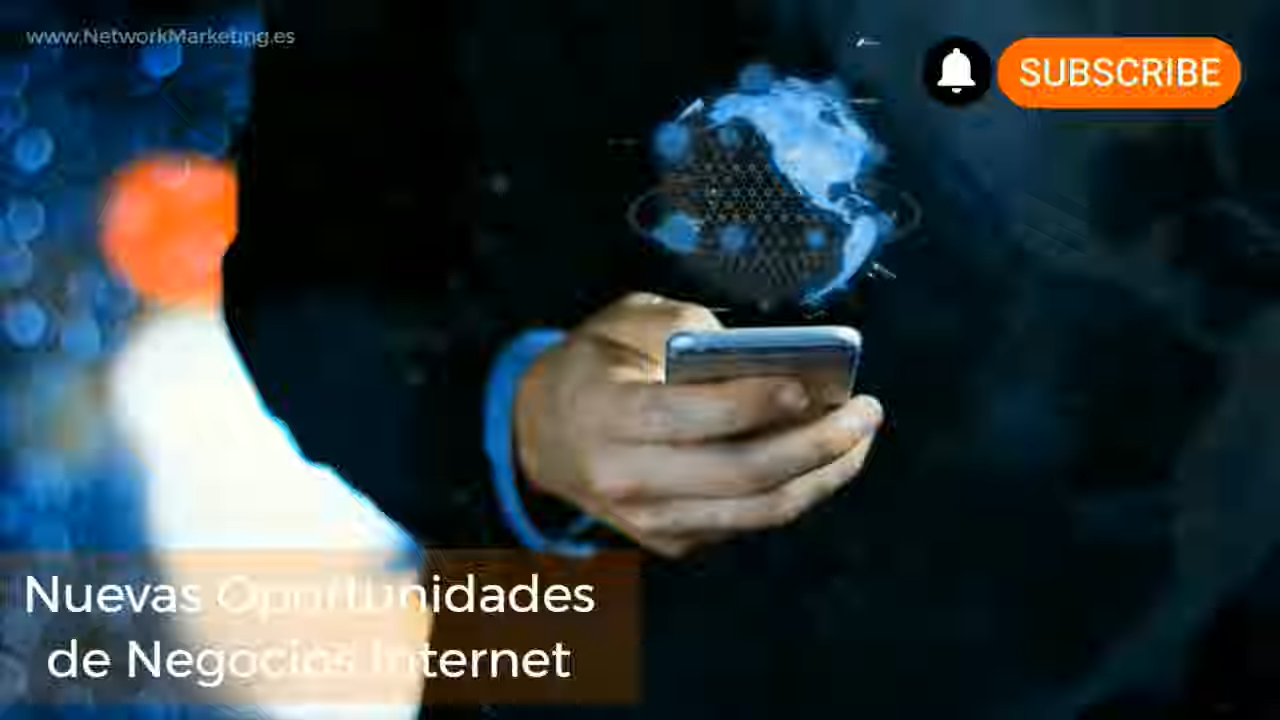 www.NetworkMarketing.es
SUBSCRIBE
Nuevas Oportunidades
de Negocios Internet